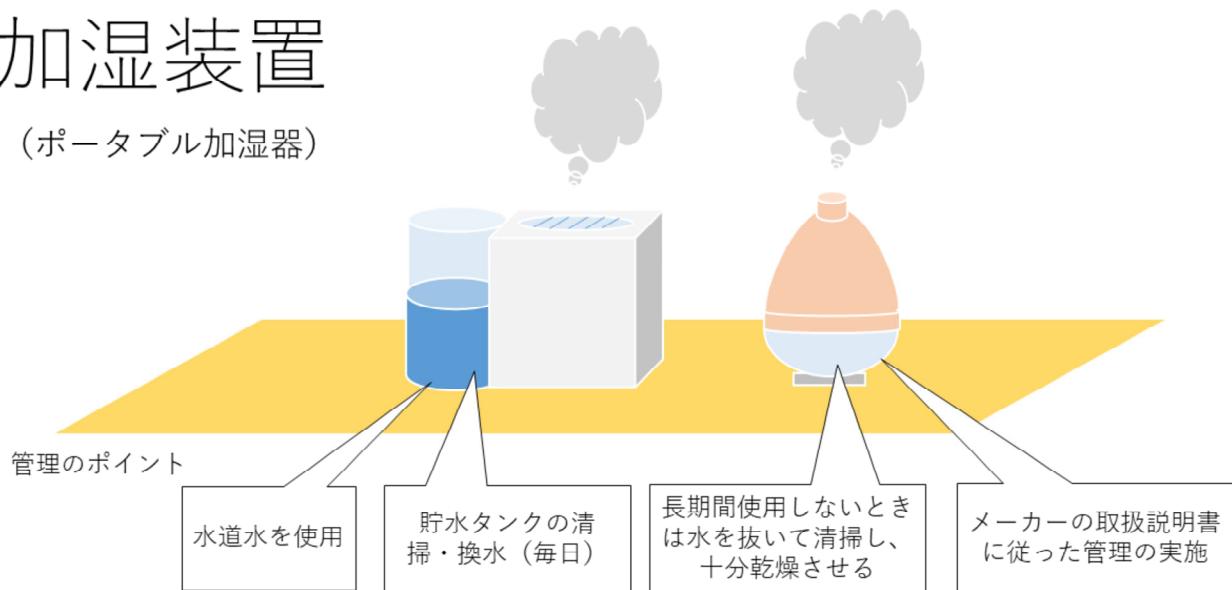 加湿装置
（ポータブル加湿器）
管理のポイント
水道水を使用
貯水タンクの清
掃・換水（毎日）
長期間使用しないとき
は水を抜いて清掃し、
十分乾燥させる
メーカーの取扱説明書
に従った管理の実施